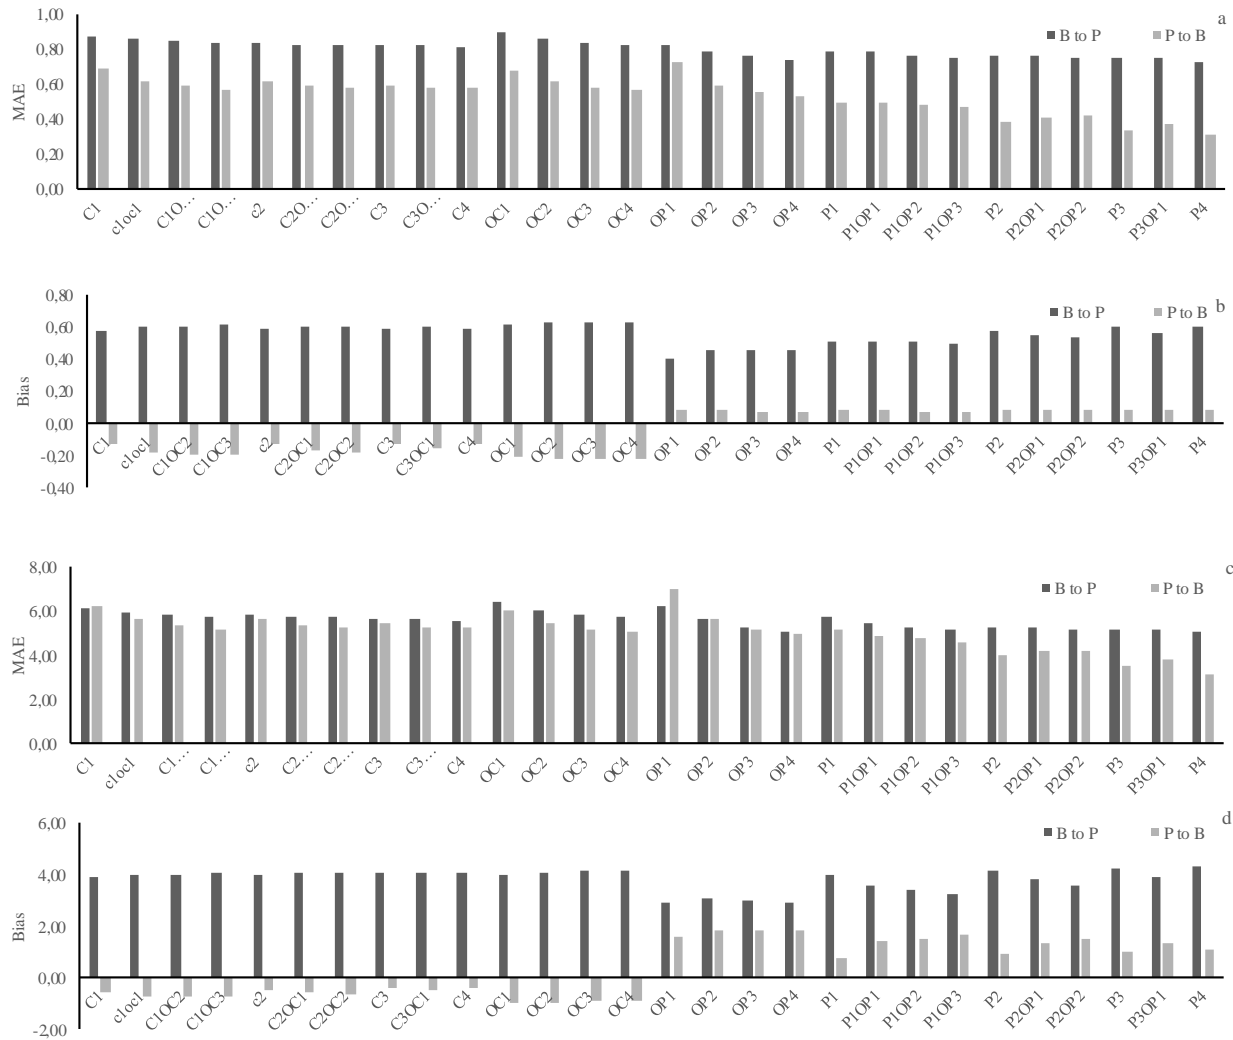 a
1,00
0,80
0,60
0,40
0,20
0,00
MAE
B to P P to B
C1 c1oc1 C1O... C1O... c2 C2O... C2O... C3 C3O... C4 OC1 OC2 OC3 OC4 OP1 OP2 OP3 OP4 P1 P1OP1 P1OP2 P1OP3 P2 P2OP1 P2OP2 P3 P3OP1 P4
b
0,80
0,60
0,40
0,20
0,00
-0,20
-0,40
Bias
B to P P to B
C1 c1oc1 C1OC2 C1OC3 c2 C2OC1 C2OC2 C3 C3OC1 C4 OC1 OC2 OC3 OC4 OP1 OP2 OP3 OP4 P1 P1OP1 P1OP2 P1OP3 P2 P2OP1 P2OP2 P3 P3OP1 P4
c
8,00
6,00
4,00
2,00
0,00
MAE
B to P P to B
C1 c1oc1 C1... C1... c2 C2... C2... C3 C3... C4 OC1 OC2 OC3 OC4 OP1 OP2 OP3 OP4 P1 P1OP1 P1OP2 P1OP3 P2 P2OP1 P2OP2 P3 P3OP1 P4
d
6,00
4,00
2,00
0,00
-2,00
Bias
B to P P to B
C1 c1oc1 C1OC2 C1OC3 c2 C2OC1 C2OC2 C3 C3OC1 C4 OC1 OC2 OC3 OC4 OP1 OP2 OP3 OP4 P1 P1OP1 P1OP2 P1OP3 P2 P2OP1 P2OP2 P3 P3OP1 P4